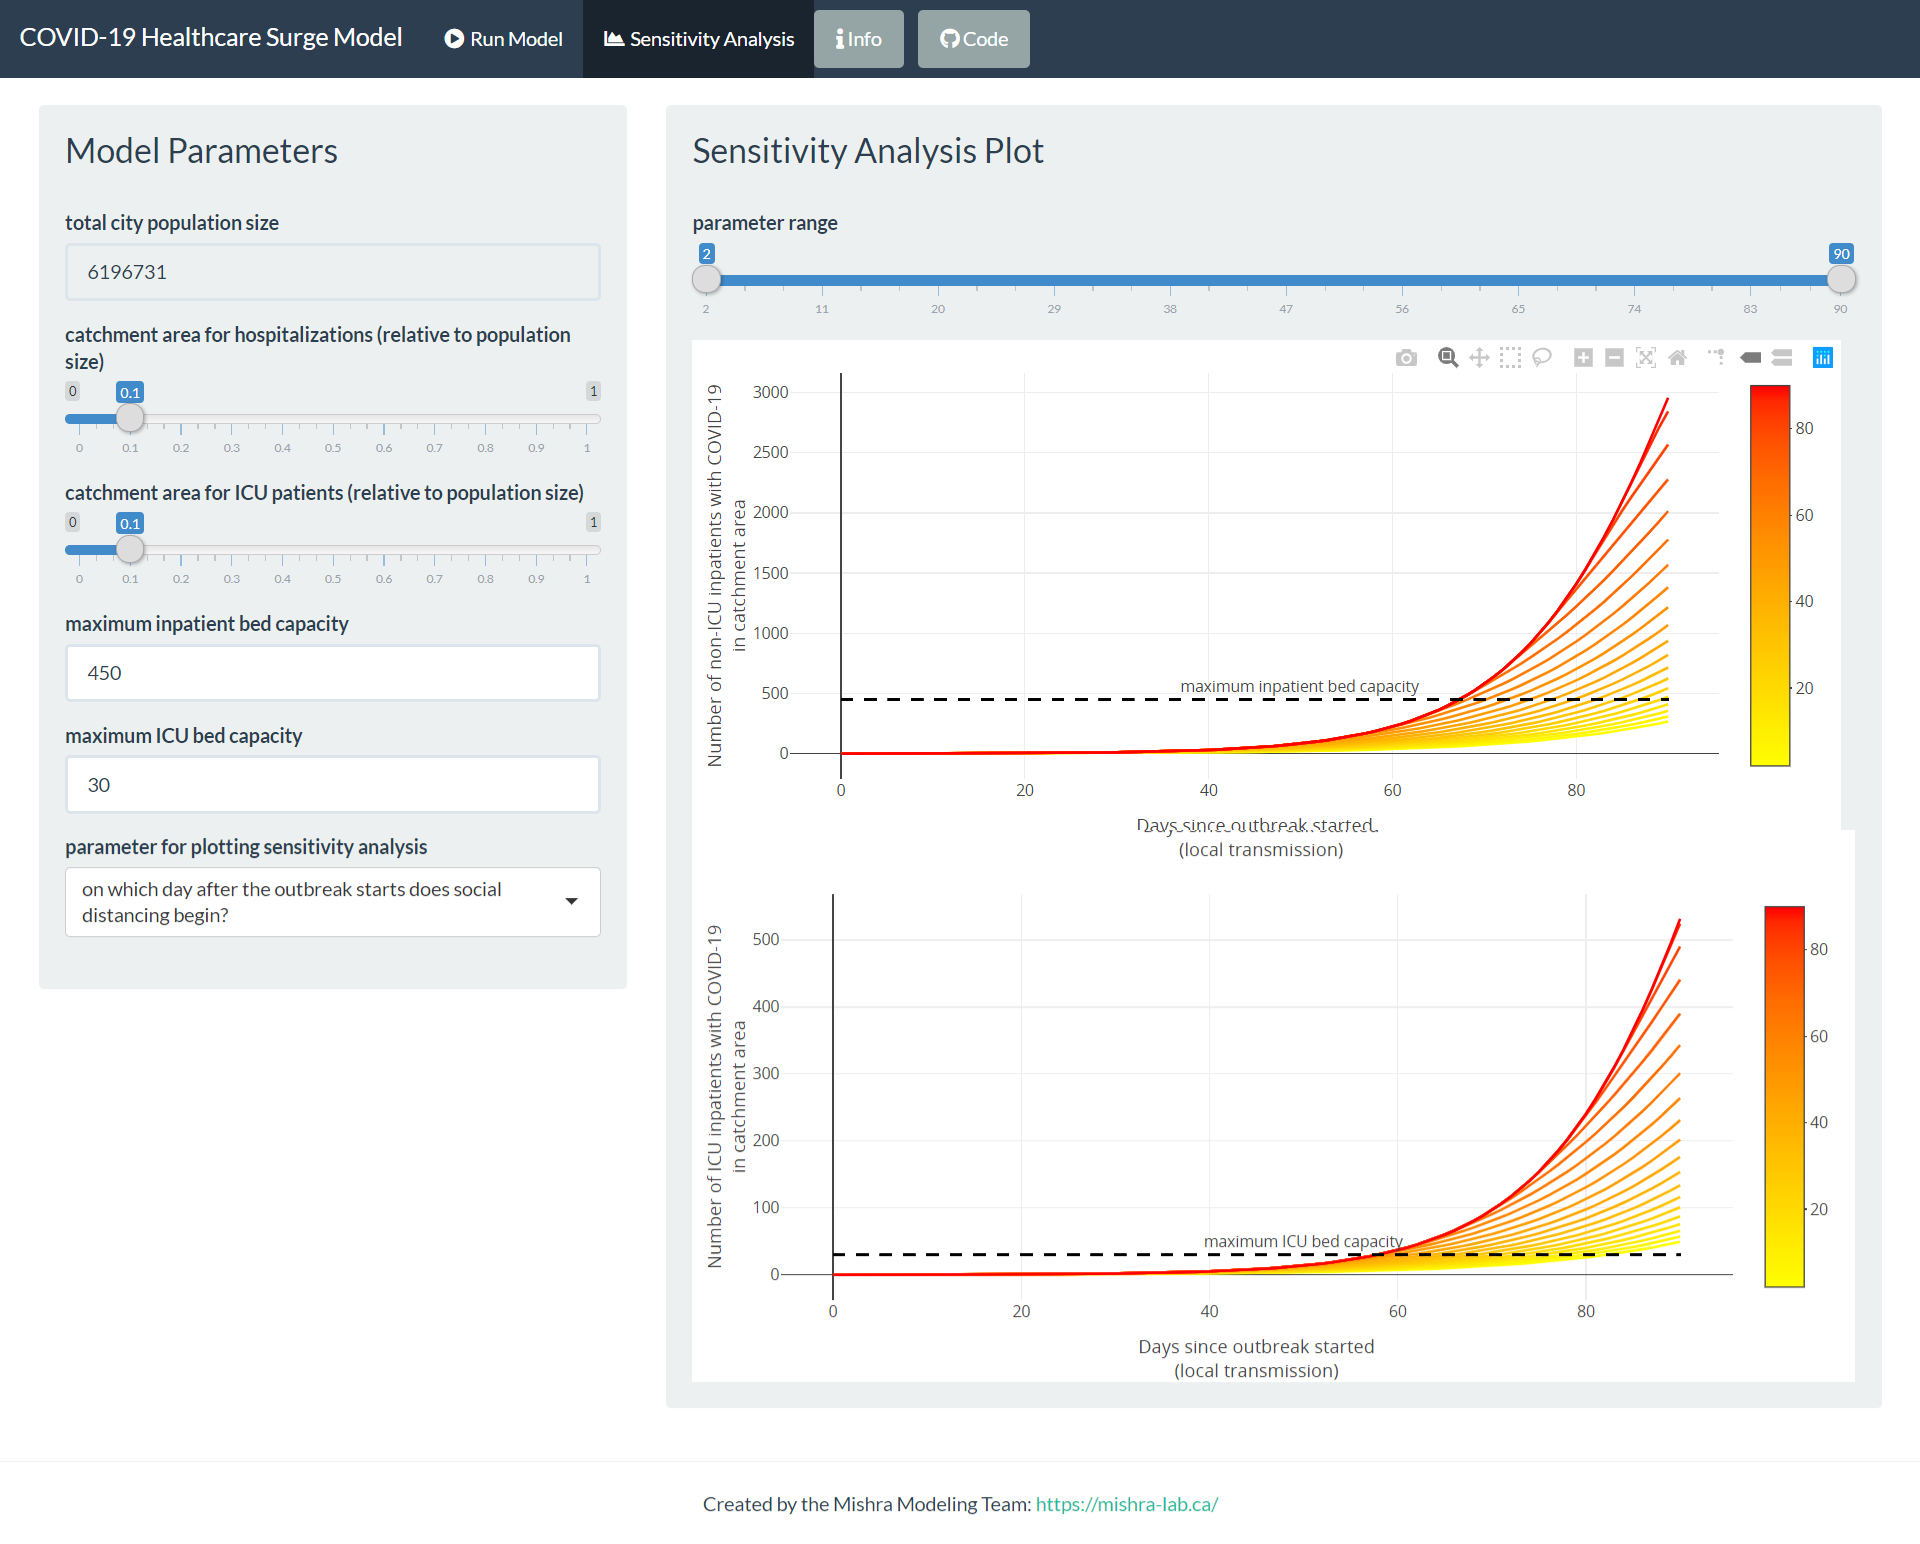 COVID-19 Healthcare Surge Model
Run Model
Sensitivity Analysis
Info
Code
Model Parameters
total city population size
6196731
catchment area for hospitalizations (relative to population
size)
0 0.1 1
0 0.1 0.2 0.3 0.4 0.5 0.6 0.7 0.8 0.9 1
catchment area for ICU patients (relative to population size)
0 0.1 1
0 0.1 0.2 0.3 0.4 0.5 0.6 0.7 0.8 0.9 1
maximum inpatient bed capacity
450
maximum ICU bed capacity
30
parameter for plotting sensitivity analysis
on which day after the outbreak starts does social
distancing begin?
Sensitivity Analysis Plot
parameter range
2 90
2 11 20 29 38 47 56 65 74 83 90
Number of non-ICU inpatients with COVID-19
in catchment area
3000
2500
2000
1500
1000
500
0
maximum inpatient bed capacity
0 20 40 60 80
Days since outbreak started
(local transmission)
80
60
40
20
Number of ICU inpatients with COVID-19
in catchment area
500
400
300
200
100
0
maximum ICU bed capacity
0 20 40 60 80
Days since outbreak started
(local transmission)
80
60
40
20
Created by the Mishra Modeling Team: https://mishra-lab.ca/